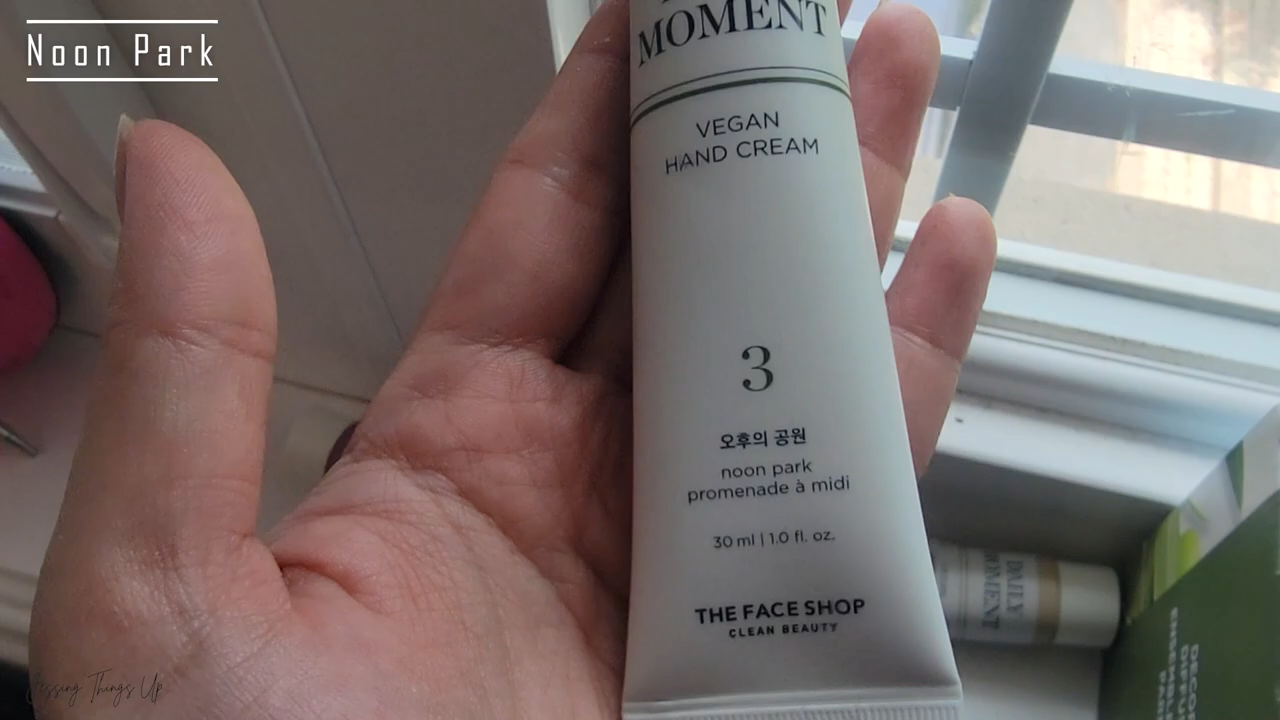 Noon Park
MOMENT
VEGAN
HAND CREAM
3
오후의 공원
noon park
promenade à midi
30 ml | 1.0 fl. oz.
THE FACE SHOP
CLEAN BEAUTY
DAILY
MOMENT
Things Up